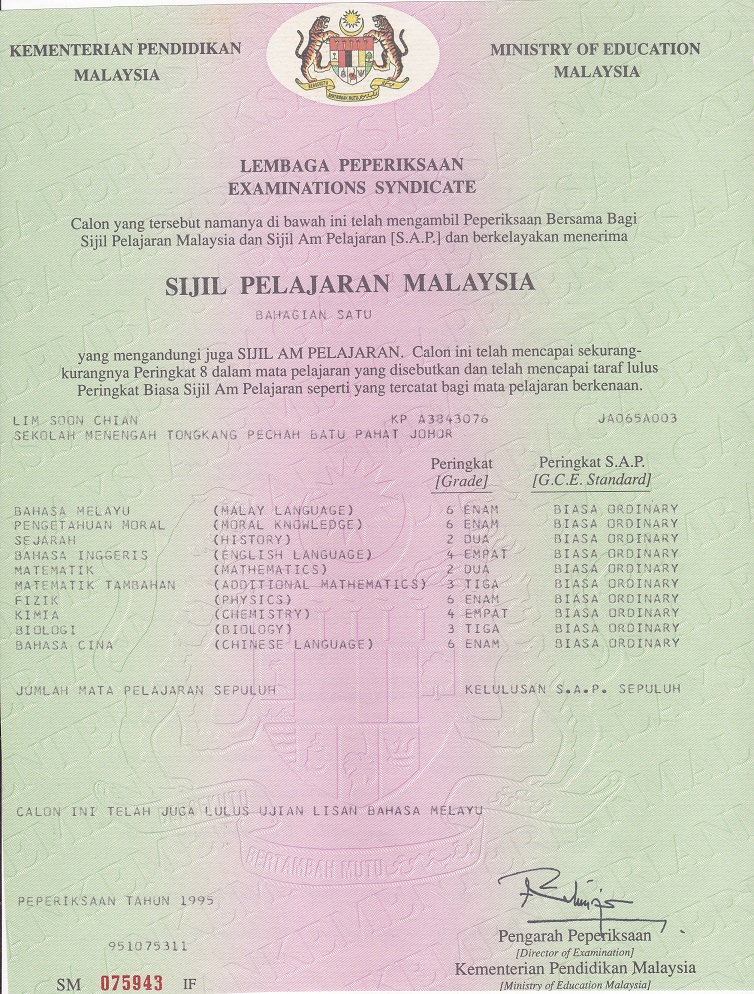 KEMENTERIAN PENDIDIKAN
MALAYSIA
MINISTRY OF EDUCATION
MALAYSIA
LEMBAGA PEPERIKSAAN
EXAMINATIONS SYNDICATE
Calon yang tersebut namanya di bawah ini telah mengambil Peperiksaan Bersama Bagi
Sijil Pelajaran Malaysia dan Sijil Am Pelajaran [S.A.P.] dan berkelayakan menerima
SIJIL PELAJARAN MALAYSIA
BAHAGIAN SATU
yang mengandungi juga SIJIL AM PELAJARAN. Calon ini telah mencapai sekurang-
kurangnya Peringkat 8 dalam mata pelajaran yang disebutkan dan telah mencapai taraf lulus
Peringkat Biasa Sijil Am Pelajaran seperti yang tercatat bagi mata pelajaran berkenaan.
LIM SOON CHIAN KP A3843076 JA065A003
SEKOLAH MENENGAH TONGKANG PECHAH BATU PAHAT JOHOR
Peringkat Peringkat S.A.P.
[Grade] [G.C.E. Standard]
BAHASA MELAYU (MALAY LANGUAGE) 6 ENAM BIASA ORDINARY
PENGETAHUAN MORAL (MORAL KNOWLEDGE) 6 ENAM BIASA ORDINARY
SEJARAH (HISTORY) 2 DUA BIASA ORDINARY
BAHASA INGGERIS (ENGLISH LANGUAGE) 4 EMPAT BIASA ORDINARY
MATEMATIK (MATHEMATICS) 2 DUA BIASA ORDINARY
MATEMATIK TAMBAHAN (ADDITIONAL MATHEMATICS) 3 TIGA BIASA ORDINARY
FIZIK (PHYSICS) 6 ENAM BIASA ORDINARY
KIMIA (CHEMISTRY) 4 EMPAT BIASA ORDINARY
BIOLOGI (BIOLOGY) 3 TIGA BIASA ORDINARY
BAHASA CINA (CHINESE LANGUAGE) 6 ENAM BIASA ORDINARY
JUMLAH MATA PELAJARAN SEPULUH KELULUSAN S.A.P. SEPULUH
CALON INI TELAH JUGA LULUS UJIAN LISAN BAHASA MELAYU
BERTAMBAH MUTU
PEPERIKSAAN TAHUN 1995
951075311
Pengarah Peperiksaan
[Director of Examination]
Kementerian Pendidikan Malaysia
[Ministry of Education Malaysia]
SM 075943 IF